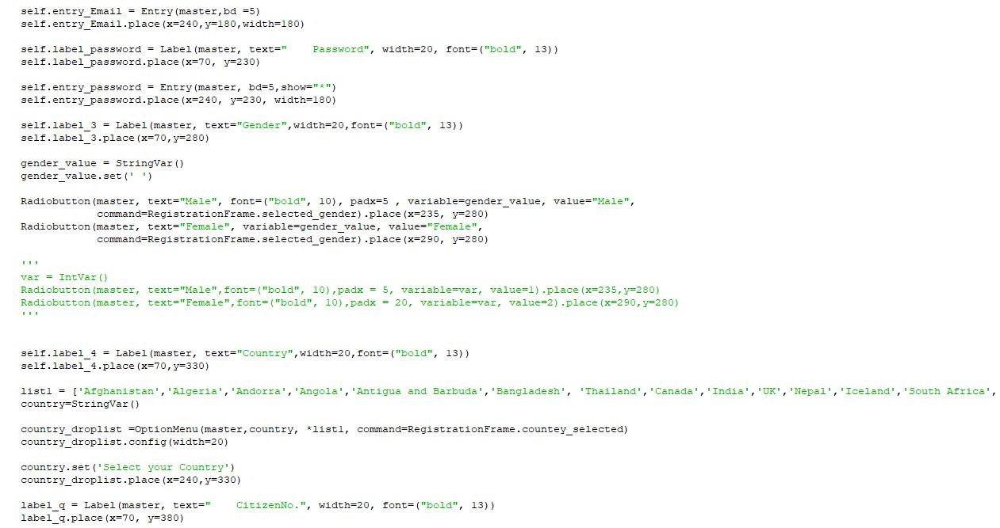 self.entry_Email = Entry(master,bd =5)
self.entry_Email.place(x=240,y=180,width=180)
self.label_password = Label(master, text="    Password", width=20, font=("bold", 13))
self.label_password.place(x=70, y=230)
self.entry_password = Entry(master, bd=5,show="*")
self.entry_password.place(x=240, y=230, width=180)
self.label_3 = Label(master, text="Gender",width=20,font=("bold", 13))
self.label_3.place(x=70,y=280)
gender_value = StringVar()
gender_value.set(' ')
Radiobutton(master, text="Male", font=("bold", 10), padx=5 , variable=gender_value, value="Male",
            command=RegistrationFrame.selected_gender).place(x=235, y=280)
Radiobutton(master, text="Female", variable=gender_value, value="Female",
            command=RegistrationFrame.selected_gender).place(x=290, y=280)
'''
var = IntVar()
Radiobutton(master, text="Male",font=("bold", 10),padx = 5, variable=var, value=1).place(x=235,y=280)
Radiobutton(master, text="Female",font=("bold", 10),padx = 20, variable=var, value=2).place(x=290,y=280)
'''
self.label_4 = Label(master, text="Country",width=20,font=("bold", 13))
self.label_4.place(x=70,y=330)
list1 = ['Afghanistan','Algeria','Andorra','Angola','Antigua and Barbuda','Bangladesh', 'Thailand','Canada','India','UK','Nepal','Iceland','South Africa',
country=StringVar()
country_droplist =OptionMenu(master,country, *list1, command=RegistrationFrame.countey_selected)
country_droplist.config(width=20)
country.set('Select your Country')
country_droplist.place(x=240,y=330)
label_q = Label(master, text="    CitizenNo.", width=20, font=("bold", 13))
label_q.place(x=70, y=380)